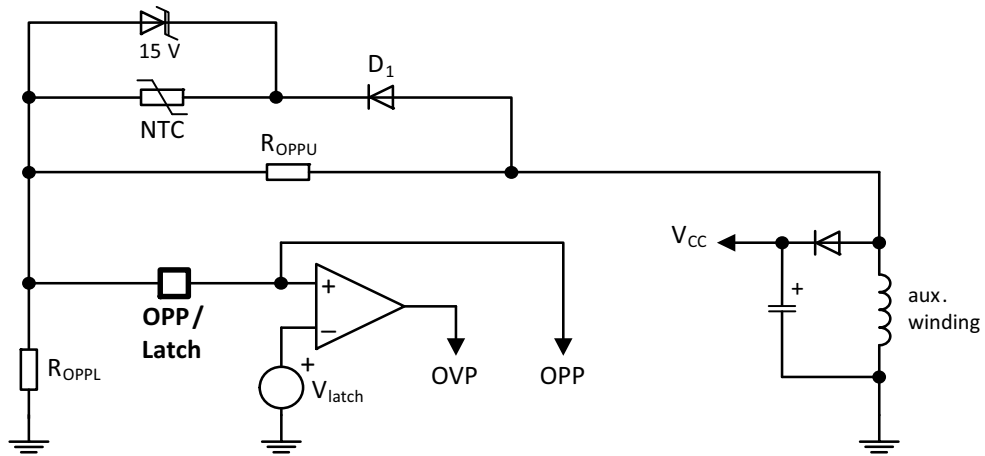 15 V
D1
NTC
ROPPU
VCC
+
aux.
winding
+
–
OPP/
Latch
ROPPL
+
Vlatch
OVP
OPP